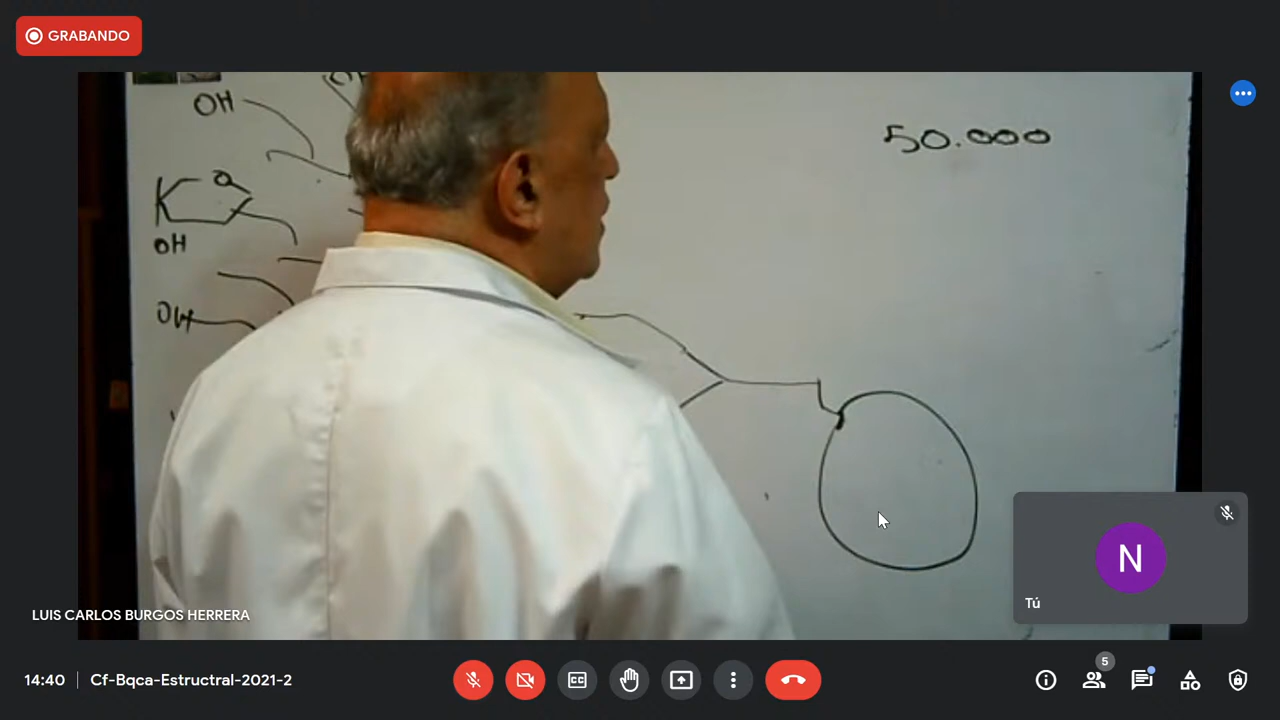 GRABANDO
OH
50.000
O
OH
OH
LUIS CARLOS BURGOS HERRERA
N
Tú
14:40 | Cf-Bqca-Estructral-2021-2
5